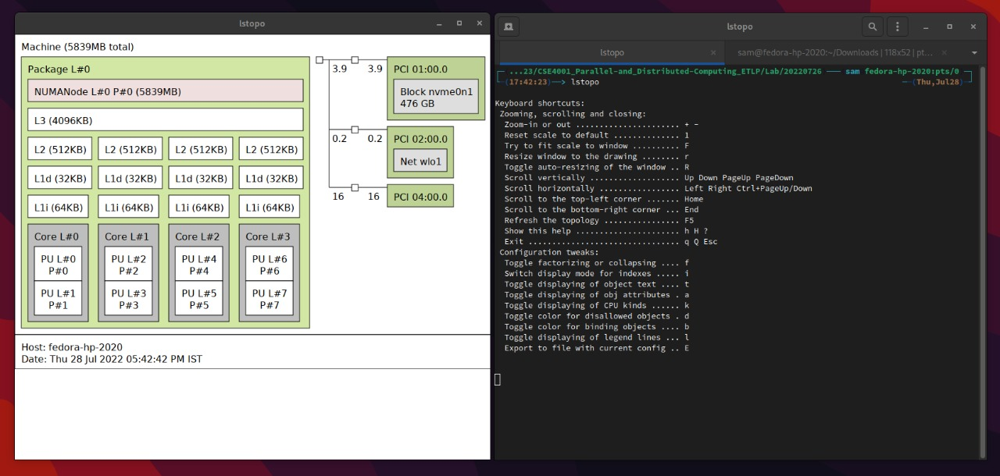 lstopo
Machine (5839MB total)
Package L#0
NUMANode L#0 P#0 (5839MB)
L3 (4096KB)
L2 (512KB) L2 (512KB) L2 (512KB) L2 (512KB)
L1d (32KB) L1d (32KB) L1d (32KB) L1d (32KB)
L1i (64KB) L1i (64KB) L1i (64KB) L1i (64KB)
Core L#0 Core L#1 Core L#2 Core L#3
PU L#0 PU L#2 PU L#4 PU L#6
P#0 P#2 P#4 P#6
PU L#1 PU L#3 PU L#5 PU L#7
P#1 P#3 P#5 P#7
3.9 3.9 PCI 01:00.0
Block nvme0n1
476 GB
0.2 0.2 PCI 02:00.0
Net wlo1
16 16 PCI 04:00.0
Host: fedora-hp-2020
Date: Thu 28 Jul 2022 05:42:42 PM IST
lstopo
lstopo × sam@fedora-hp-2020:~/Downloads | 118x52 | pt... ×
...23/CSE4001_Parallel-and_Distributed-Computing_ETLP/Lab/20220726 sam fedora-hp-2020:pts/0
(17:42:23)──> lstopo (Thu,Jul28)
Keyboard shortcuts:
Zooming, scrolling and closing:
Zoom-in or out ...................... + -
Reset scale to default .............. 1
Try to fit scale to window .......... F
Resize window to the drawing ........ r
Toggle auto-resizing of the window .. R
Scroll vertically ................... Up Down PageUp PageDown
Scroll horizontally ................. Left Right Ctrl+PageUp/Down
Scroll to the top-left corner ....... Home
Scroll to the bottom-right corner ... End
Refresh the topology ................ F5
Show this help ...................... h H ?
Exit ................................ q Q Esc
Configuration tweaks:
Toggle factorizing or collapsing .... f
Switch display mode for indexes ..... i
Toggle displaying of object text .... t
Toggle displaying of obj attributes . a
Toggle displaying of CPU kinds ...... k
Toggle color for disallowed objects . d
Toggle color for binding objects .... b
Toggle displaying of legend lines ... l
Export to file with current config .. E